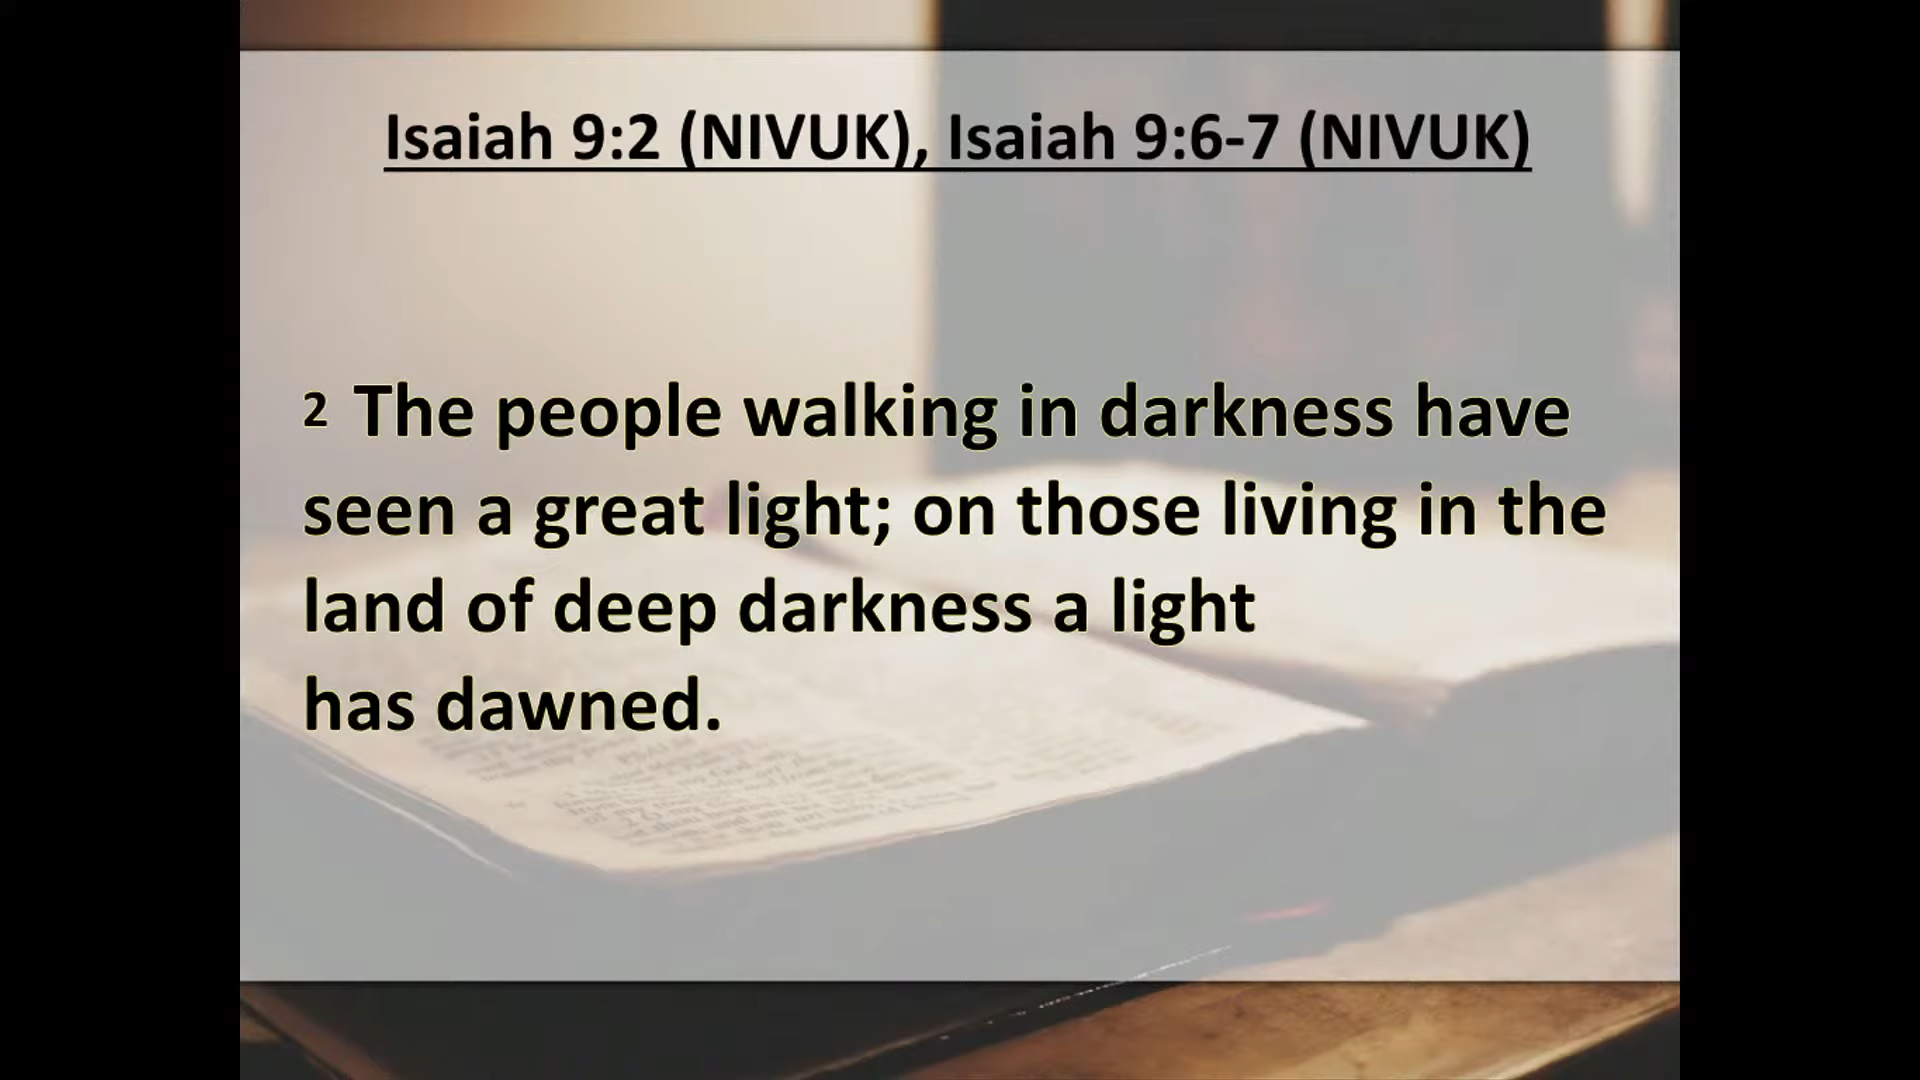 Isaiah 9:2 (NIVUK), Isaiah 9:6-7 (NIVUK)
2 The people walking in darkness have
seen a great light; on those living in the
land of deep darkness a light
has dawned.